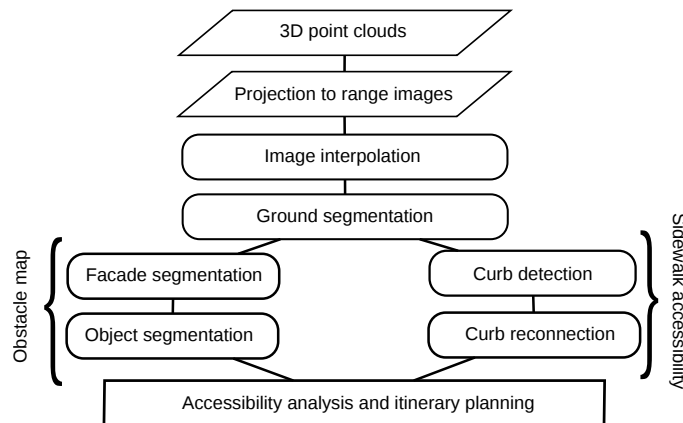 3D point clouds
Projection to range images
Image interpolation
Ground segmentation
Obstacle map
Facade segmentation
Object segmentation
Curb detection
Curb reconnection
Sidewalk accessibility
Accessibility analysis and itinerary planning